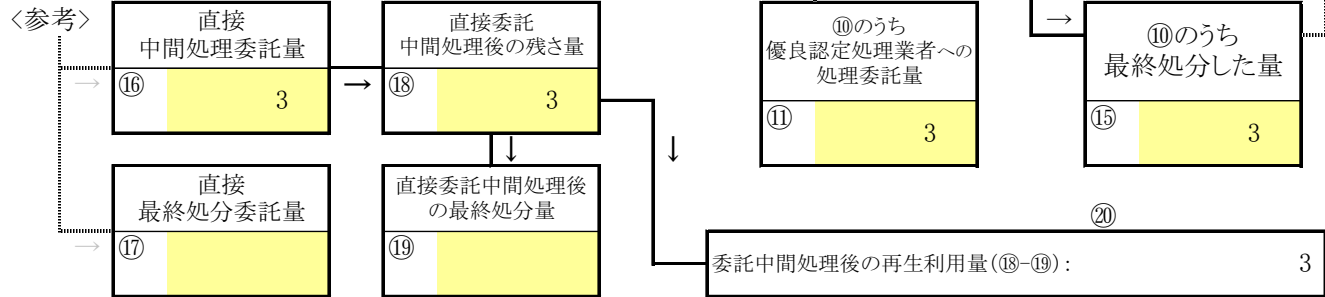 〈参考〉
直接
中間処理委託量
⑯
3
→
→
直接委託
中間処理後の残さ量
⑱
3
⑩のうち
優良認定処理業者への
処理委託量
⑪
3
→
⑩のうち
最終処分した量
⑮
3
↓
↓
直接
最終処分委託量
⑰
→
直接委託中間処理後
の最終処分量
⑲
⑳
委託中間処理後の再生利用量(⑱-⑲):
3